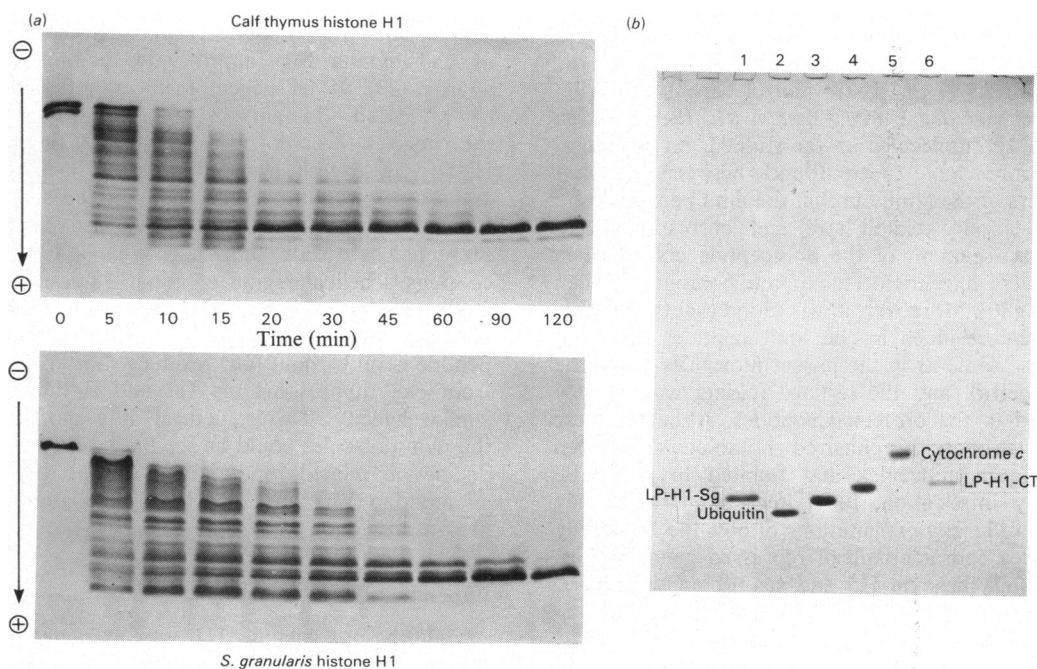 (a)
Calf thymus histone H1
⊖
⊕
0 5 10 15 20 30 45 60 90 120
Time (min)
⊖
⊕
S. granularis histone H1
(b)
1 2 3 4 5 6
Cytochrome c
LP-H1-CT
LP-H1-Sg
Ubiquitin